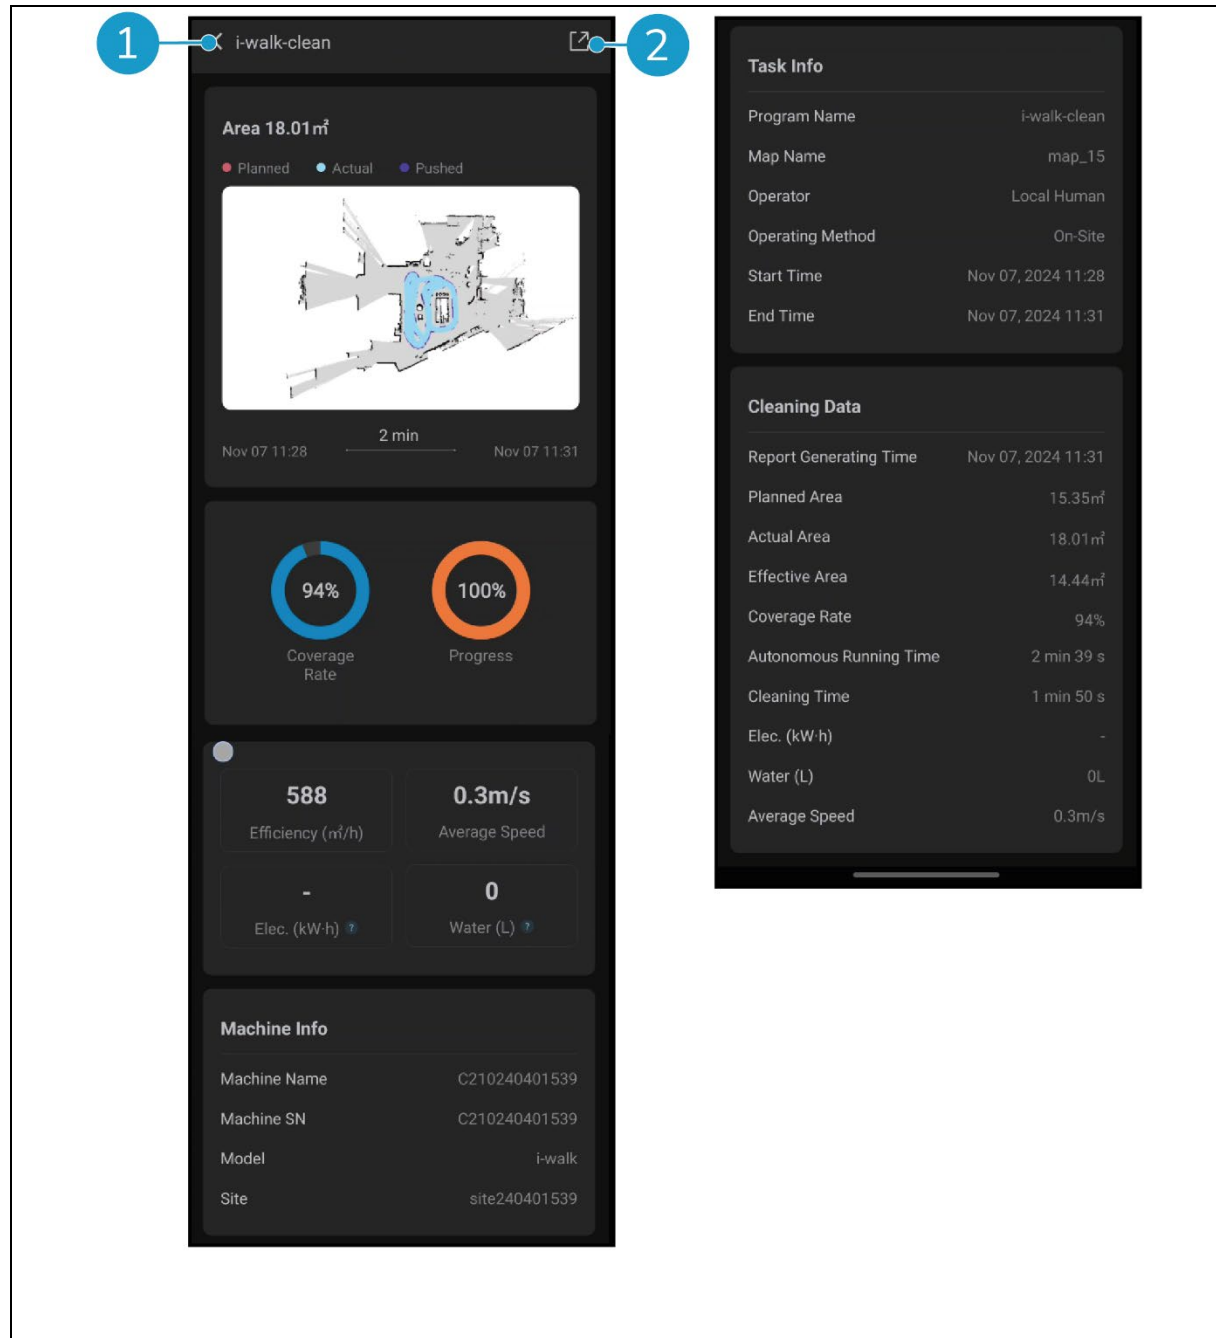 1
i-walk-clean
2
Area 18.01㎡
Planned Actual Pushed
2 min
Nov 07 11:28 Nov 07 11:31
94% 100%
Coverage Progress
Rate
588 0.3m/s
Efficiency (㎡/h) Average Speed
- 0
Elec. (kW·h) ? Water (L) ?
Machine Info
Machine Name C210240401539
Machine SN C210240401539
Model i-walk
Site site240401539
Task Info
Program Name i-walk-clean
Map Name map_15
Operator Local Human
Operating Method On-Site
Start Time Nov 07, 2024 11:28
End Time Nov 07, 2024 11:31
Cleaning Data
Report Generating Time Nov 07, 2024 11:31
Planned Area 15.35㎡
Actual Area 18.01㎡
Effective Area 14.44㎡
Coverage Rate 94%
Autonomous Running Time 2 min 39 s
Cleaning Time 1 min 50 s
Elec. (kW·h) -
Water (L) 0L
Average Speed 0.3m/s